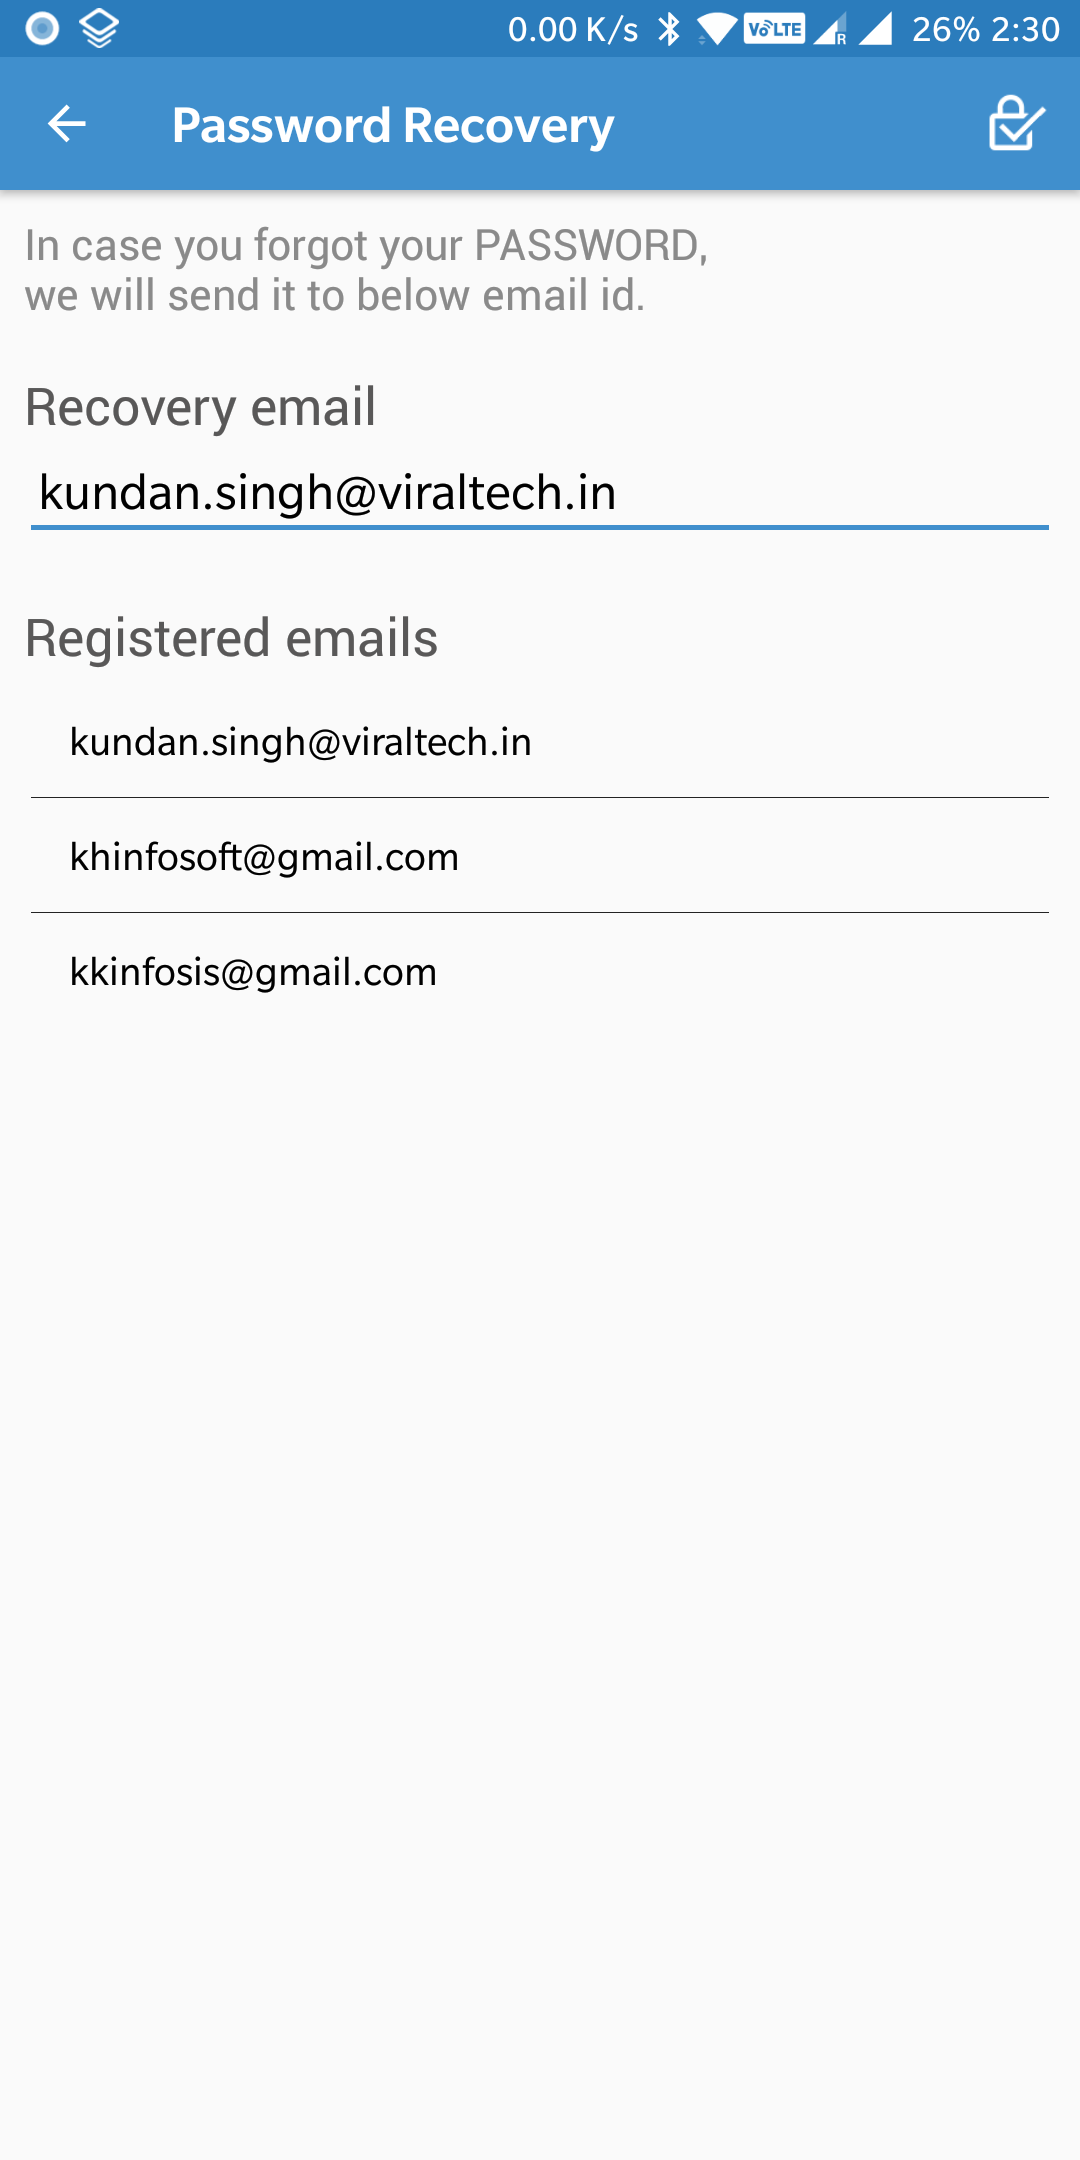 0.00 K/s VoLTE R 26% 2:30
Password Recovery
In case you forgot your PASSWORD,
we will send it to below email id.
Recovery email
kundan.singh@viraltech.in
Registered emails
kundan.singh@viraltech.in
khinfosoft@gmail.com
kkinfosis@gmail.com